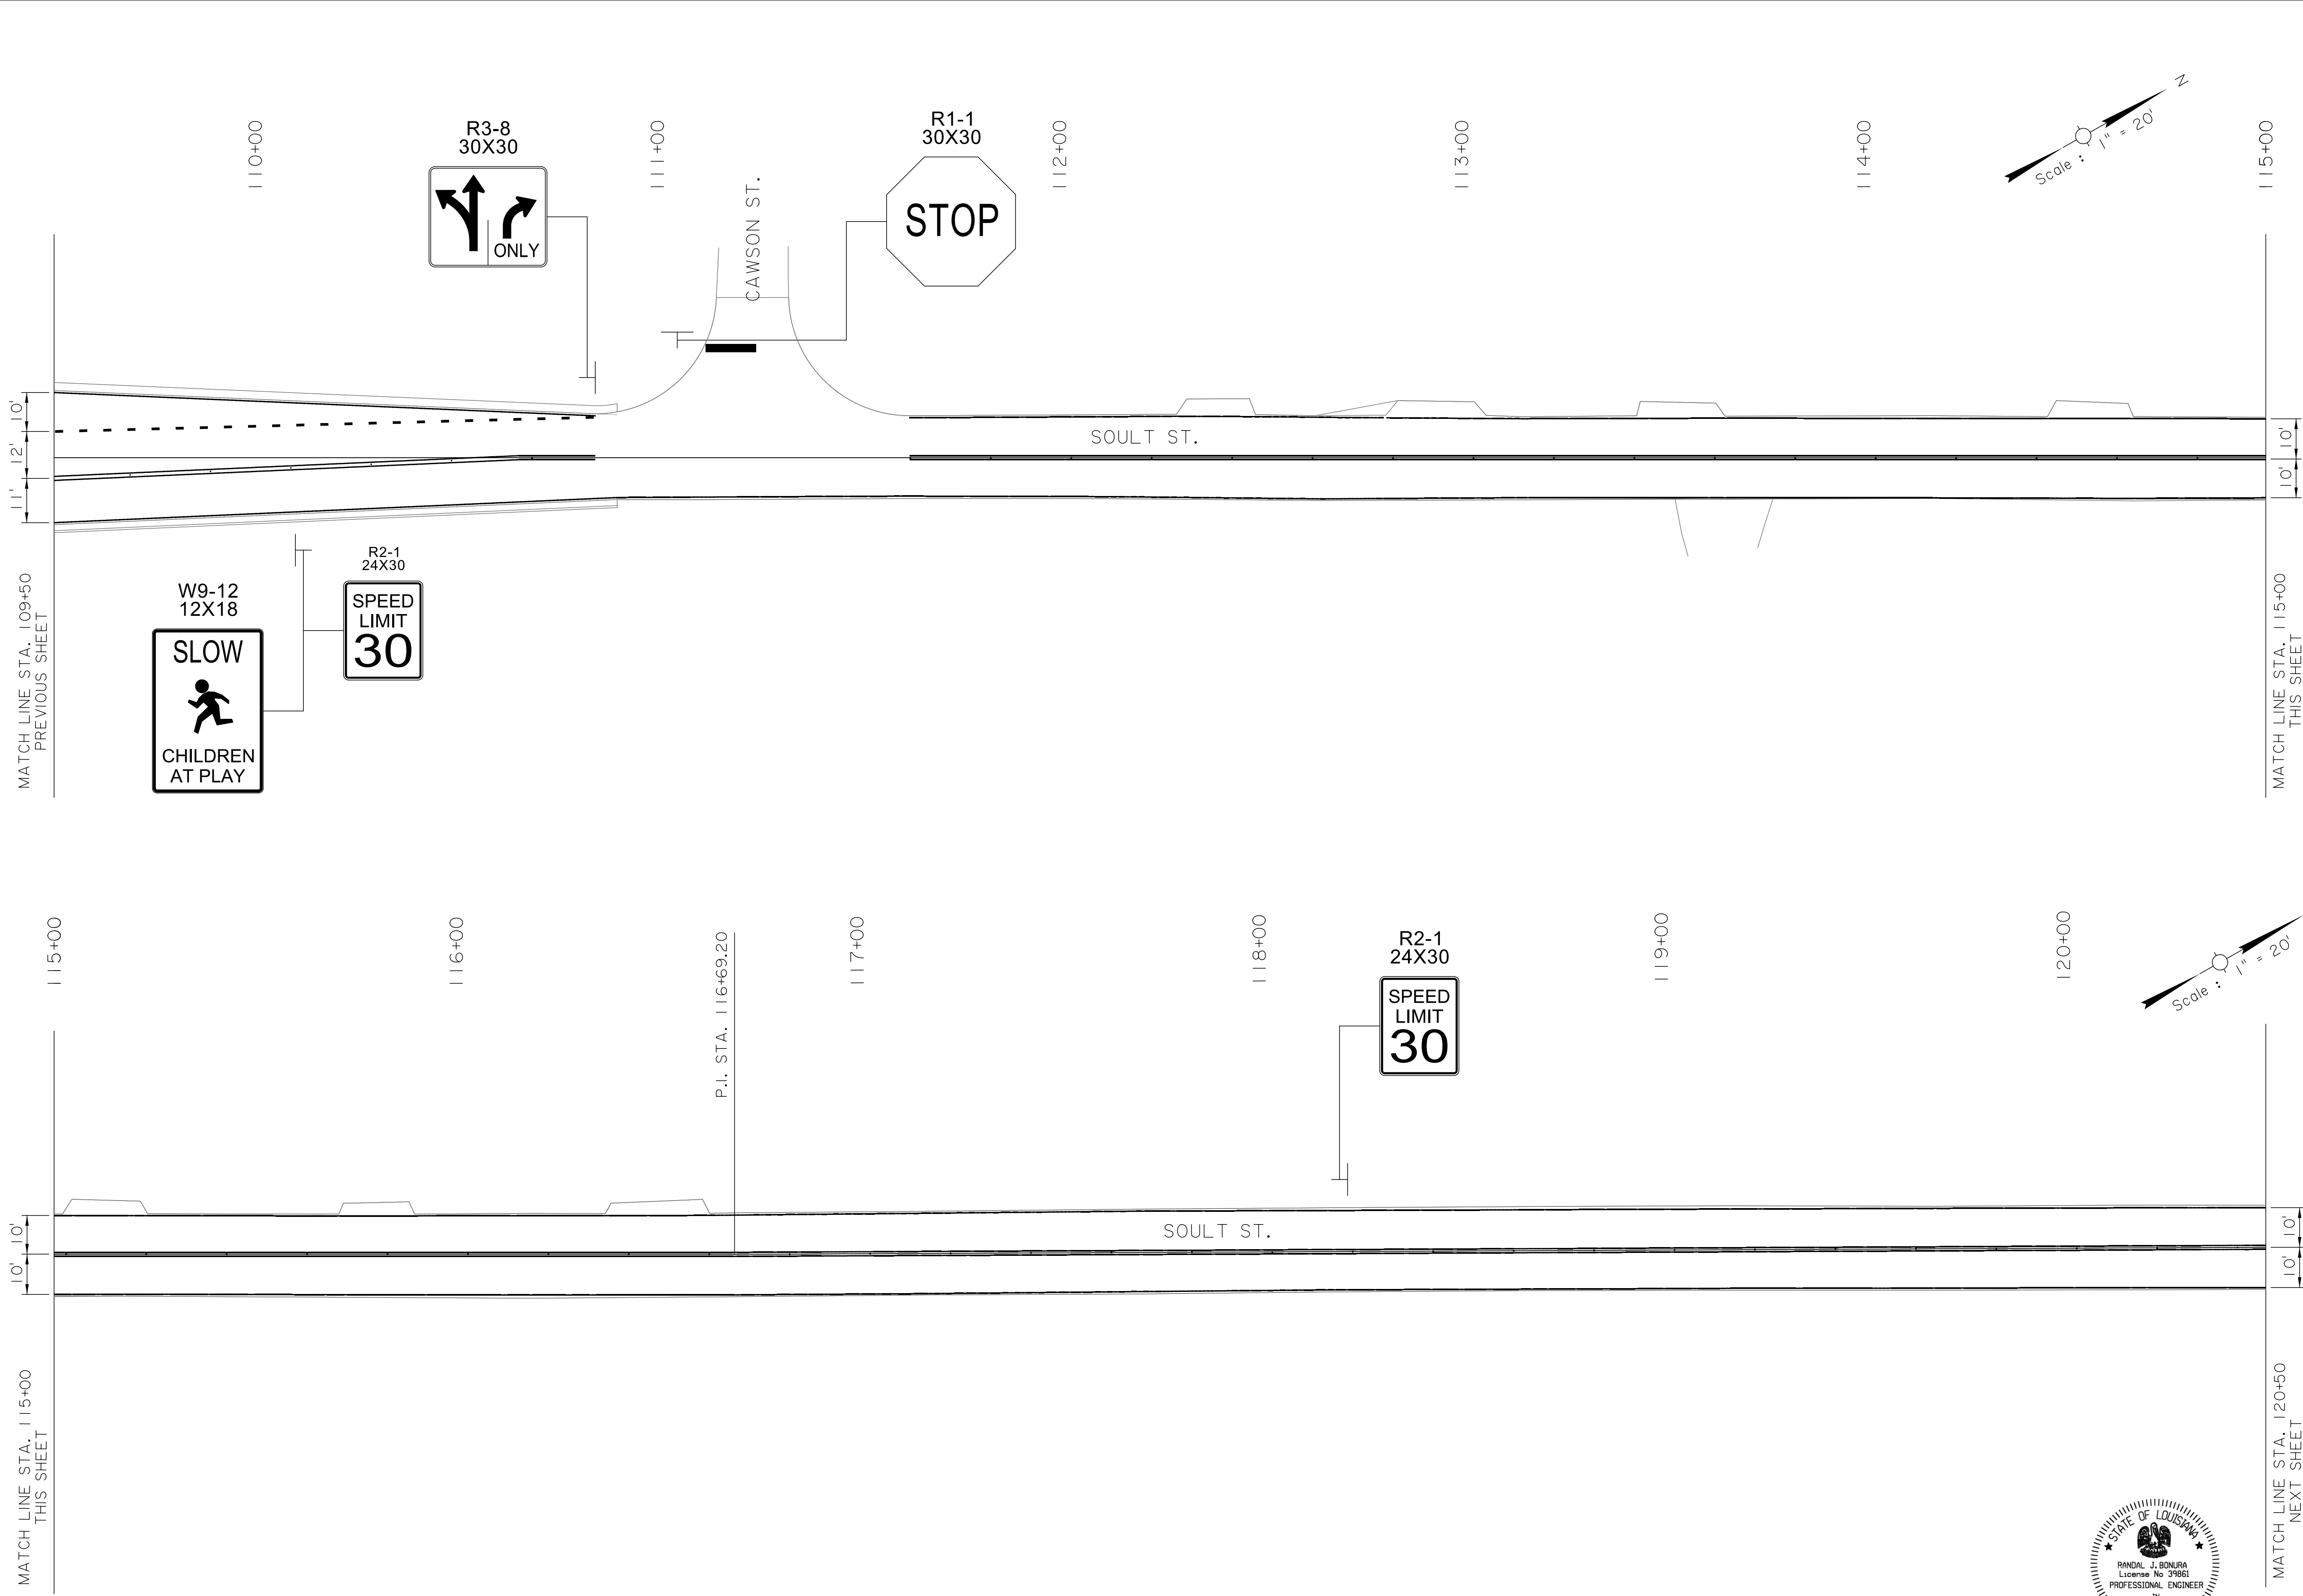 R3-8
30X30
ONLY
R1-1
30X30
STOP
110+00
111+00
112+00
113+00
114+00
115+00
CAWSON ST.
N
Scale : 1" = 20'
10'
12'
11'
SOULT ST.
10'
10'
MATCH LINE STA. 109+50
PREVIOUS SHEET
W9-12
12X18
SLOW
CHILDREN
AT PLAY
R2-1
24X30
SPEED
LIMIT
30
MATCH LINE STA. 115+00
THIS SHEET
115+00
116+00
P.I. STA. 116+69.20
117+00
118+00
R2-1
24X30
SPEED
LIMIT
30
119+00
120+00
Scale : 1" = 20'
10'
10'
SOULT ST.
10'
10'
MATCH LINE STA. 115+00
THIS SHEET
MATCH LINE STA. 120+50
NEXT SHEET
STATE OF LOUISIANA
RANDAL J. BONURA
License No 39861
PROFESSIONAL ENGINEER